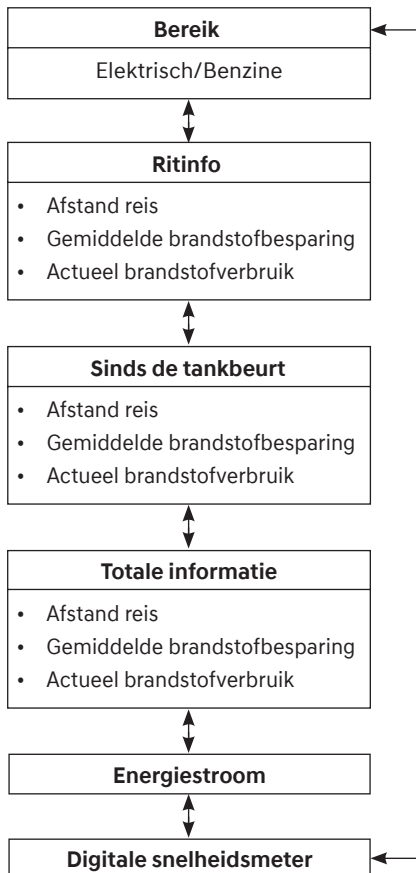 Bereik
Elektrisch/Benzine
Ritinfo
• Afstand reis
• Gemiddelde brandstofbesparing
• Actueel brandstofverbruik
Sinds de tankbeurt
• Afstand reis
• Gemiddelde brandstofbesparing
• Actueel brandstofverbruik
Totale informatie
• Afstand reis
• Gemiddelde brandstofbesparing
• Actueel brandstofverbruik
Energiestroom
Digitale snelheidsmeter